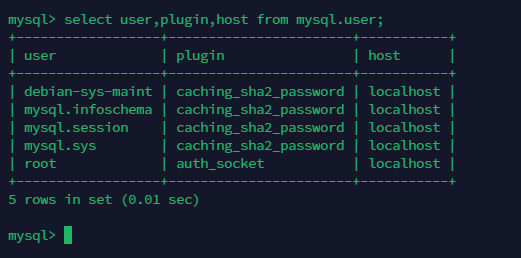 mysql> select user,plugin,host from mysql.user;
+------------------+-----------------------+-----------+
| user             | plugin                | host      |
+------------------+-----------------------+-----------+
| debian-sys-maint | caching_sha2_password | localhost |
| mysql.infoschema | caching_sha2_password | localhost |
| mysql.session    | caching_sha2_password | localhost |
| mysql.sys        | caching_sha2_password | localhost |
| root             | auth_socket           | localhost |
+------------------+-----------------------+-----------+
5 rows in set (0.01 sec)
mysql>